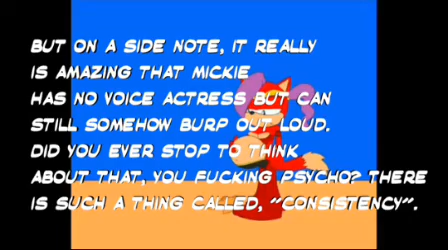 BUT ON A SIDE NOTE, IT REALLY
IS AMAZING THAT MICKIE
HAS NO VOICE ACTRESS BUT CAN
STILL SOMEHOW BURP OUT LOUD.
DID YOU EVER STOP TO THINK
ABOUT THAT, YOU FUCKING PSYCHO? THERE
IS SUCH A THING CALLED, "CONSISTENCY".